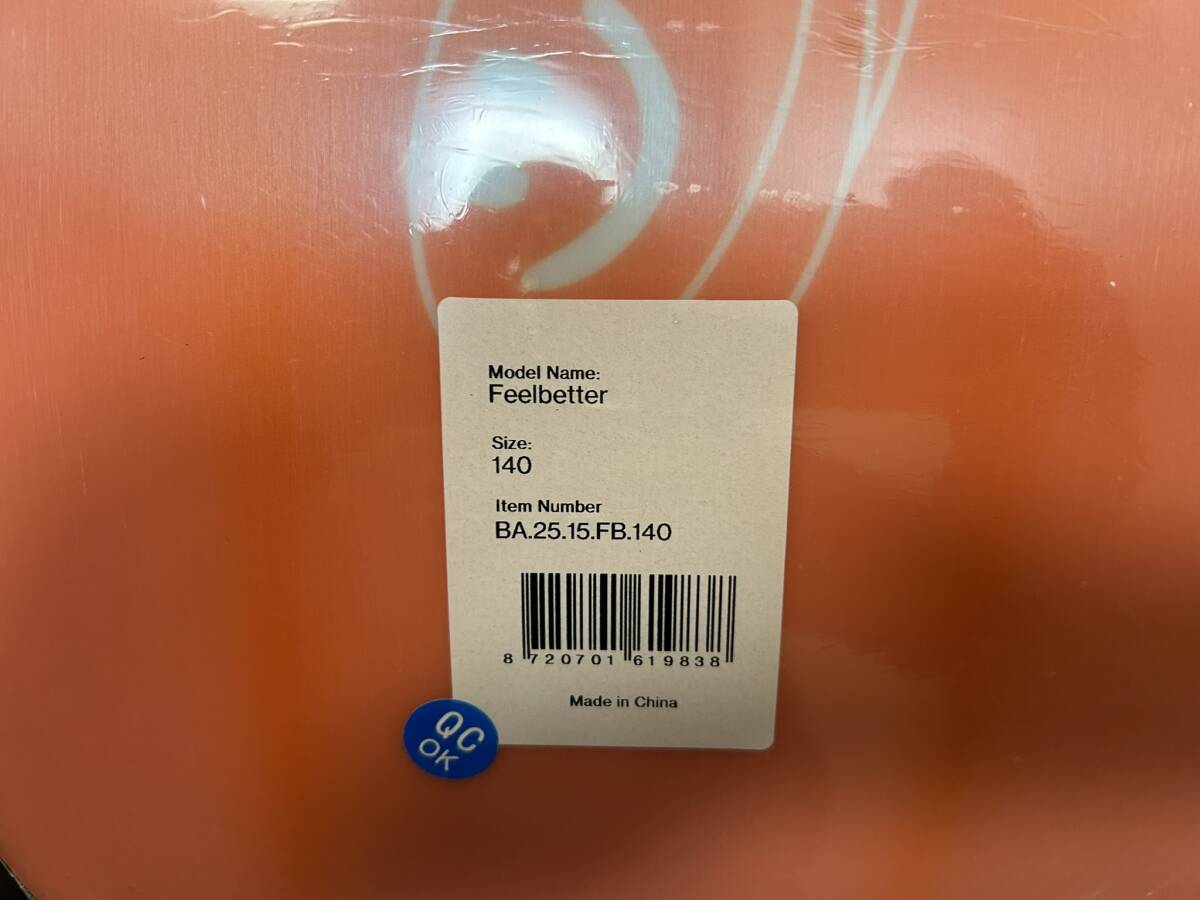 Model Name:
Feelbetter
Size:
140
Item Number
BA.25.15.FB.140
8 720701 619838
Made in China
QC
OK